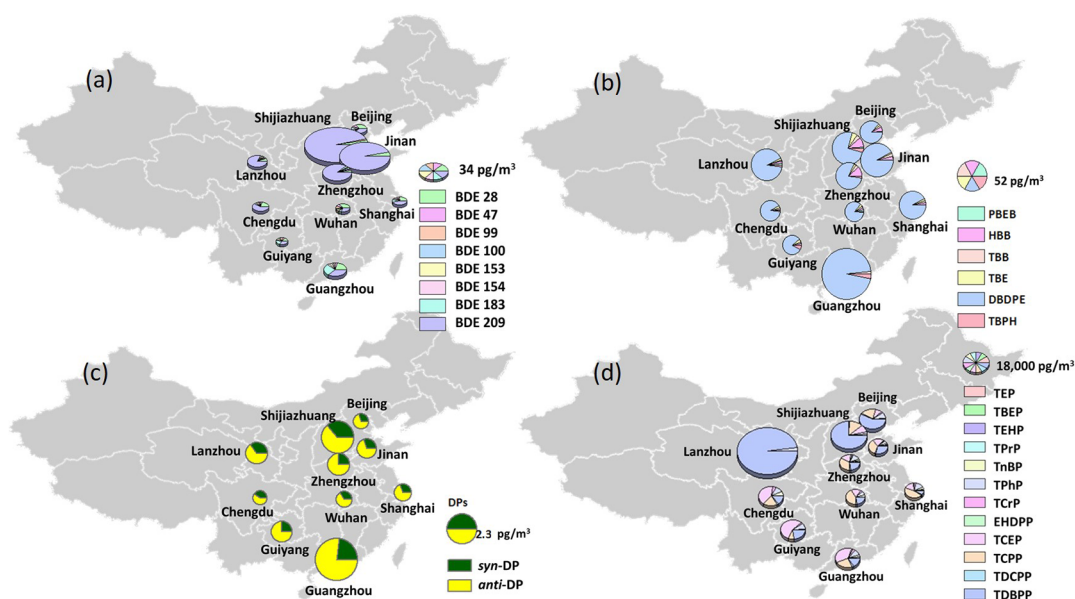 (a)
Shijiazhuang
Beijing
Jinan
Lanzhou
Zhengzhou
Chengdu
Wuhan
Shanghai
Guiyang
Guangzhou
34 pg/m³
BDE 28
BDE 47
BDE 99
BDE 100
BDE 153
BDE 154
BDE 183
BDE 209
(b)
Beijing
Shijiazhuang
Jinan
Lanzhou
Zhengzhou
Chengdu
Wuhan
Shanghai
Guiyang
Guangzhou
52 pg/m³
PBEB
HBB
TBB
TBE
DBDPE
TBPH
(c)
Beijing
Shijiazhuang
Lanzhou
Jinan
Zhengzhou
Chengdu
Wuhan
Shanghai
Guiyang
Guangzhou
DPs
2.3 pg/m³
syn-DP
anti-DP
(d)
Beijing
Shijiazhuang
Lanzhou
Jinan
Zhengzhou
Chengdu
Wuhan
Shanghai
Guiyang
Guangzhou
18,000 pg/m³
TEP
TBEP
TEHP
TPrP
TnBP
TPhP
TCrP
EHDPP
TCEP
TCPP
TDCPP
TDBPP